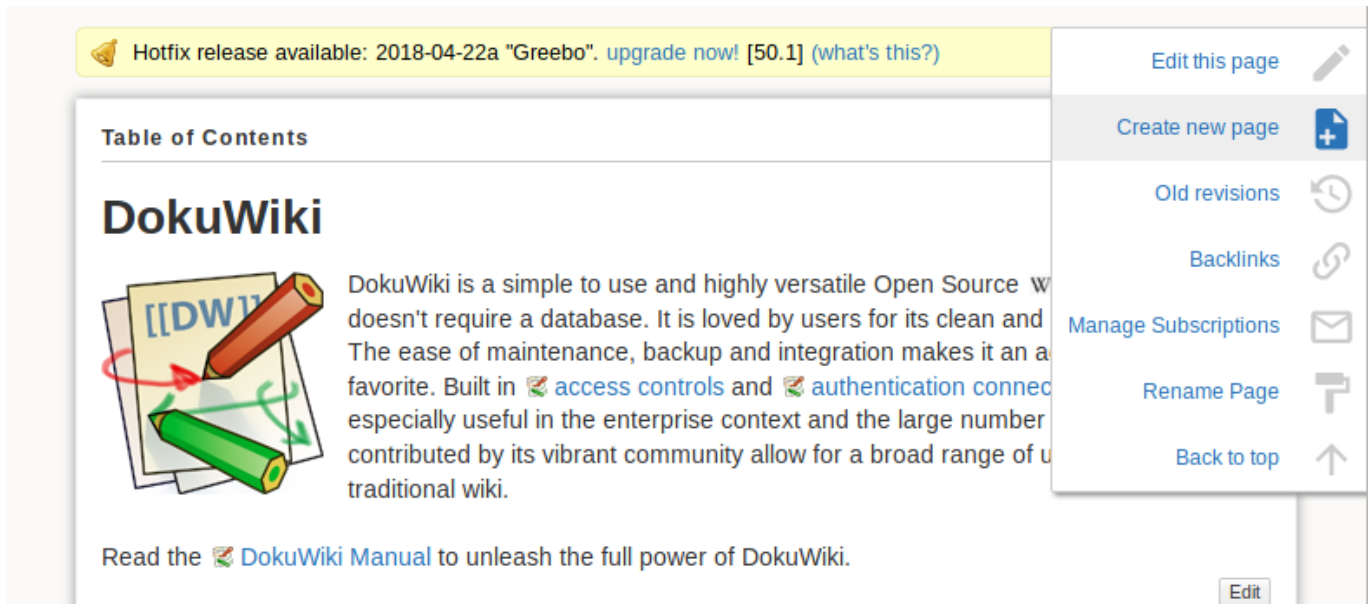 Hotfix release available: 2018-04-22a "Greebo". upgrade now! [50.1] (what's this?)
Edit this page
Create new page
Old revisions
Backlinks
Manage Subscriptions
Rename Page
Back to top
Table of Contents
DokuWiki
[[DW]]
DokuWiki is a simple to use and highly versatile Open Source W
doesn't require a database. It is loved by users for its clean and
The ease of maintenance, backup and integration makes it an
favorite. Built in access controls and authentication
especially useful in the enterprise context and the large number
contributed by its vibrant community allow for a broad range of
traditional wiki.
Read the DokuWiki Manual to unleash the full power of DokuWiki.
Edit